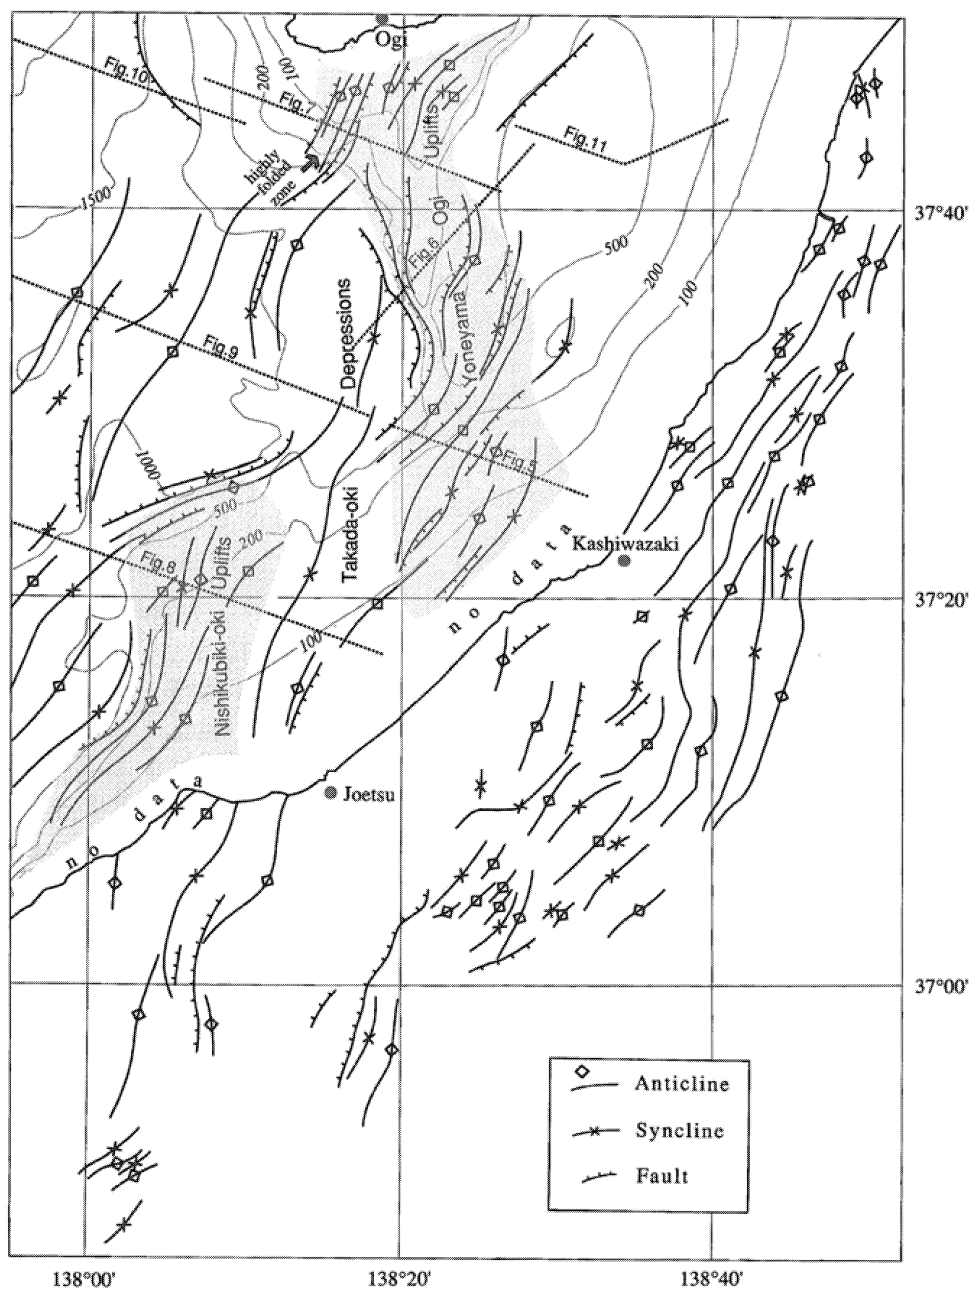 Ogi
Fig.10
200
100
Fig.7
Uplifts
Fig.11
highly
folded
zone
1500
37°40'
Ogi
Fig.6
500
200
100
Depressions
Yoneyama
Fig.9
1000
Fig.5
500
Takada-oki
no data
Kashiwazaki
200
Uplifts
Fig.8
37°20'
100
Nishikubiki-oki
no data
Joetsu
37°00'
Anticline
Syncline
Fault
138°00'
138°20'
138°40'